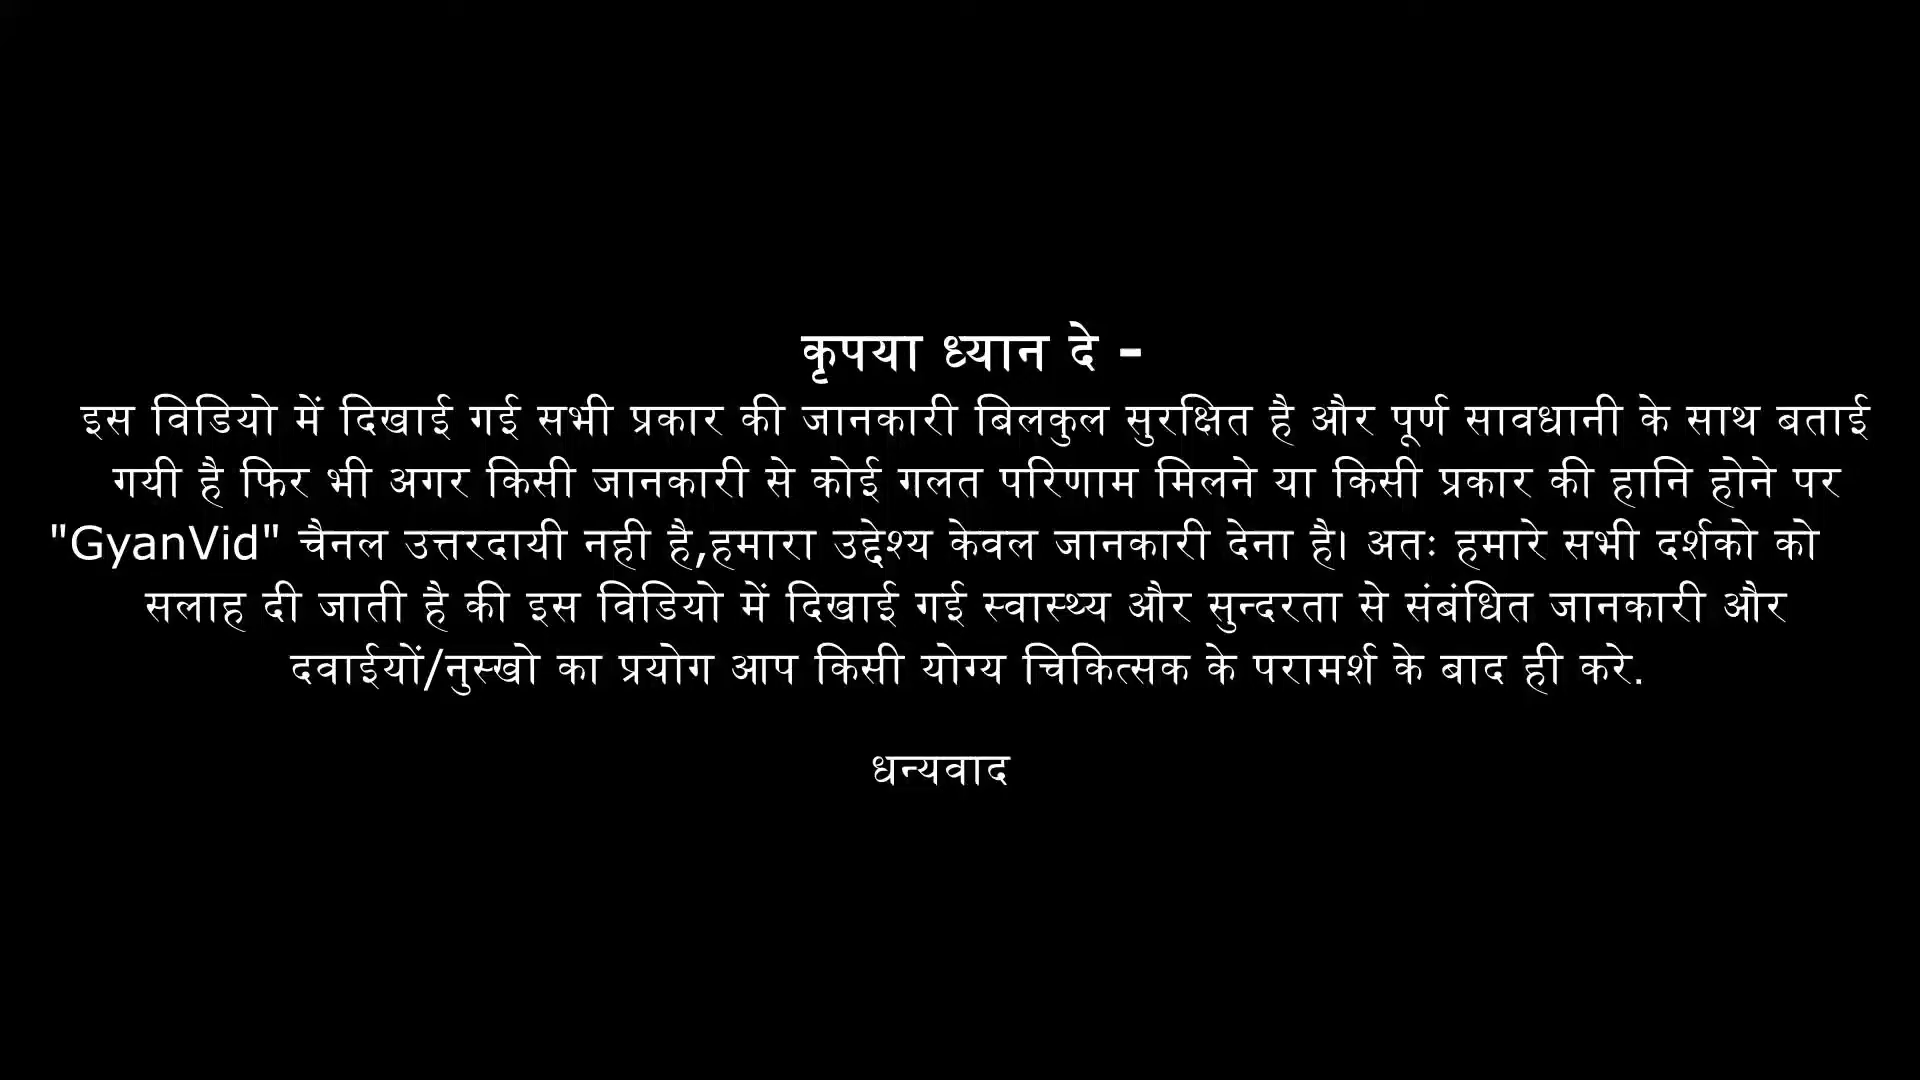 कृपया ध्यान दे -
इस विडियो में दिखाई गई सभी प्रकार की जानकारी बिलकुल सुरक्षित है और पूर्ण सावधानी के साथ बताई
गयी है फिर भी अगर किसी जानकारी से कोई गलत परिणाम मिलने या किसी प्रकार की हानि होने पर
"GyanVid" चैनल उत्तरदायी नही है,हमारा उद्देश्य केवल जानकारी देना है। अतः हमारे सभी दर्शको को
सलाह दी जाती है की इस विडियो में दिखाई गई स्वास्थ्य और सुन्दरता से संबंधित जानकारी और
दवाईयों/नुस्खो का प्रयोग आप किसी योग्य चिकित्सक के परामर्श के बाद ही करे.
धन्यवाद